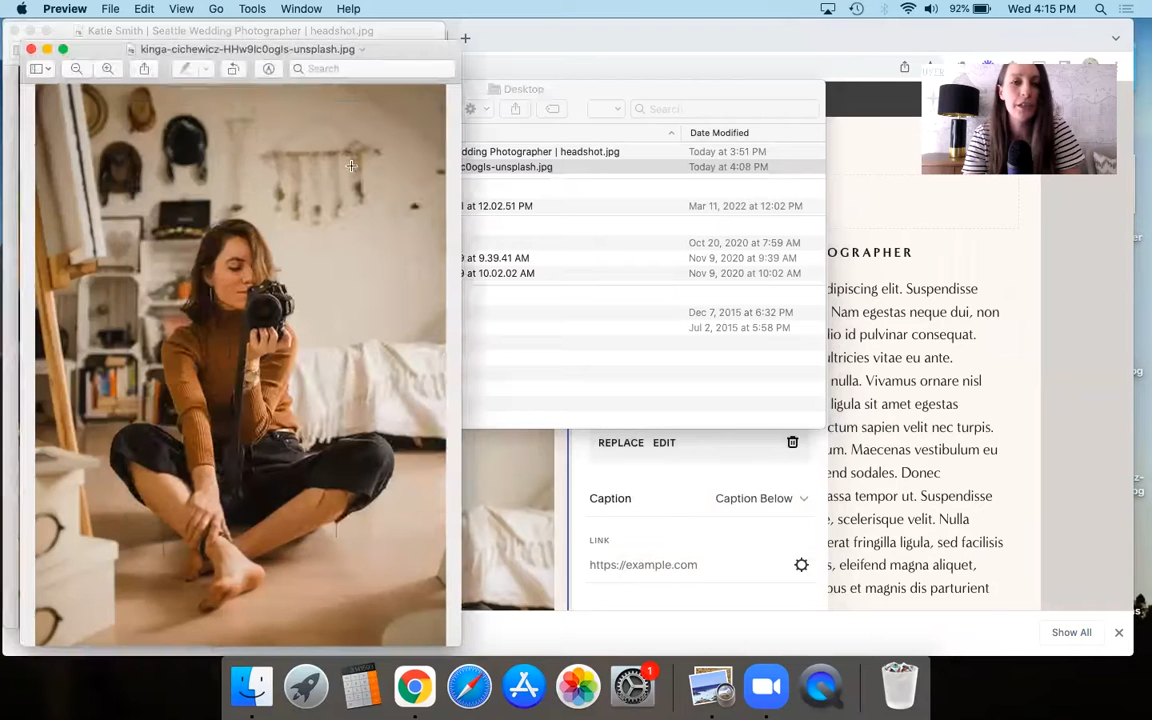 Preview File Edit View Go Tools Window Help
92% Wed 4:15 PM
Katie Smith | Seattle Wedding Photographer | headshot.jpg
kinga-cichewicz-HHw9lc0ogIs-unsplash.jpg
Search
Desktop
Search
Date Modified
dding Photographer | headshot.jpg Today at 3:51 PM
c0ogls-unsplash.jpg Today at 4:08 PM
at 12.02.51 PM Mar 11, 2022 at 12:02 PM
Oct 20, 2020 at 7:59 AM
9 at 9.39.41 AM Nov 9, 2020 at 9:39 AM
9 at 10.02.02 AM Nov 9, 2020 at 10:02 AM
Dec 7, 2015 at 6:32 PM
Jul 2, 2015 at 5:58 PM
REPLACE EDIT
Caption Caption Below
LINK
https://example.com
OGRAPHER
dipiscing elit. Suspendisse
Nam egestas neque dui, non
lio id pulvinar consequat.
ultricies vitae eu ante.
nulla. Vivamus ornare nisl
ligula sit amet egestas
ctum sapien velit nec turpis.
um. Maecenas vestibulum eu
end sodales. Donec
assa tempor ut. Suspendisse
, scelerisque velit. Nulla
erat fringilla ligula, sed facilisis
s, eleifend magna aliquet,
pus et magnis dis parturient
Show All
1